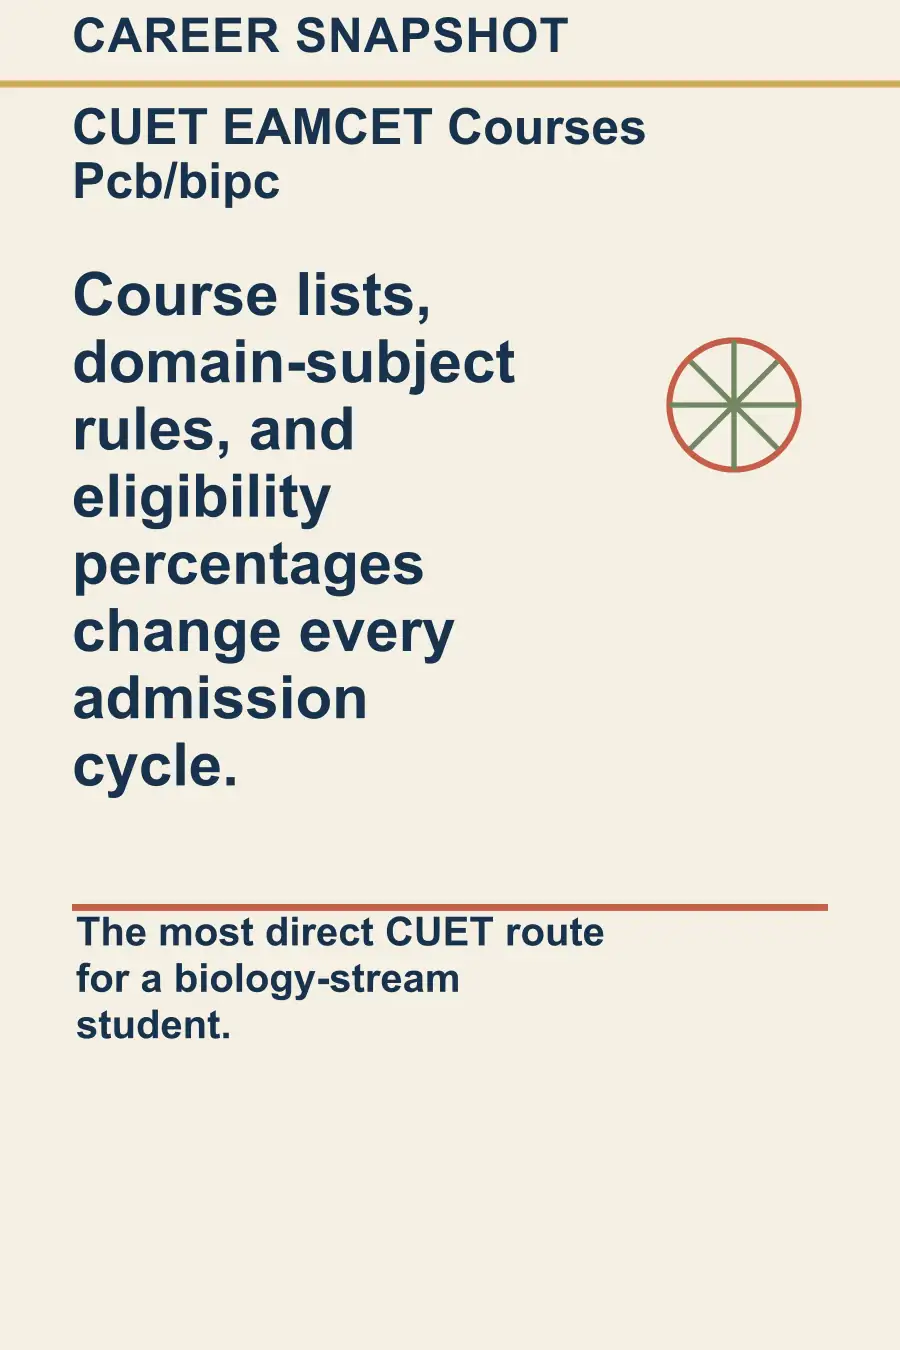 CAREER SNAPSHOT
CUET EAMCET Courses
Pcb/bipc
Course lists,
domain-subject
rules, and
eligibility
percentages
change every
admission
cycle.
The most direct CUET route
for a biology-stream
student.